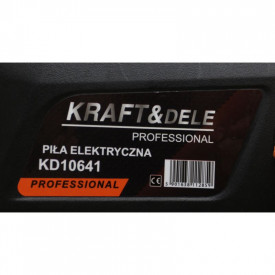 KRAFT&DELE
PROFESSIONAL
PIŁA ELEKTRYCZNA
KD10641
CE
PROFESSIONAL